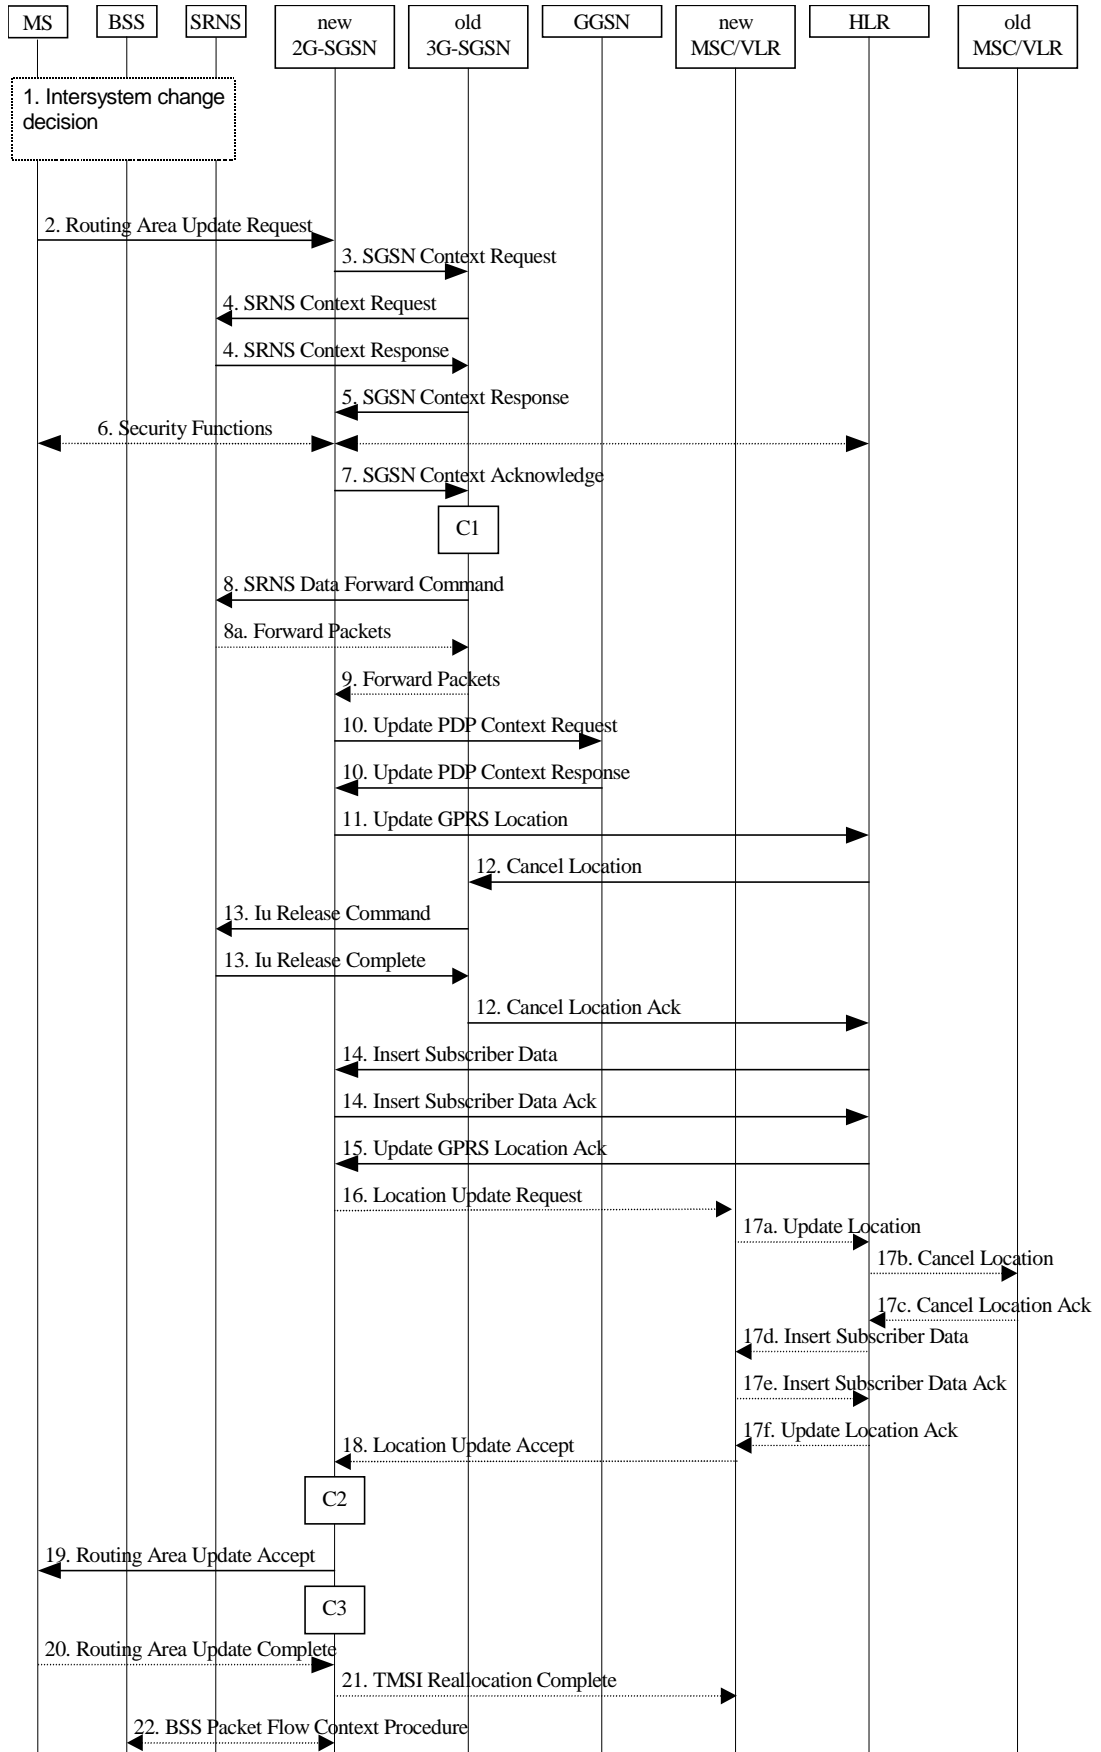 MS
BSS
SRNS
new
2G-SGSN
old
3G-SGSN
GGSN
new
MSC/VLR
HLR
old
MSC/VLR
1. Intersystem change
decision
2. Routing Area Update Request
3. SGSN Context Request
4. SRNS Context Request
4. SRNS Context Response
5. SGSN Context Response
6. Security Functions
7. SGSN Context Acknowledge
C1
8. SRNS Data Forward Command
8a. Forward Packets
9. Forward Packets
10. Update PDP Context Request
10. Update PDP Context Response
11. Update GPRS Location
12. Cancel Location
13. Iu Release Command
13. Iu Release Complete
12. Cancel Location Ack
14. Insert Subscriber Data
14. Insert Subscriber Data Ack
15. Update GPRS Location Ack
16. Location Update Request
17a. Update Location
17b. Cancel Location
17c. Cancel Location Ack
17d. Insert Subscriber Data
17e. Insert Subscriber Data Ack
17f. Update Location Ack
18. Location Update Accept
C2
19. Routing Area Update Accept
C3
20. Routing Area Update Complete
21. TMSI Reallocation Complete
22. BSS Packet Flow Context Procedure